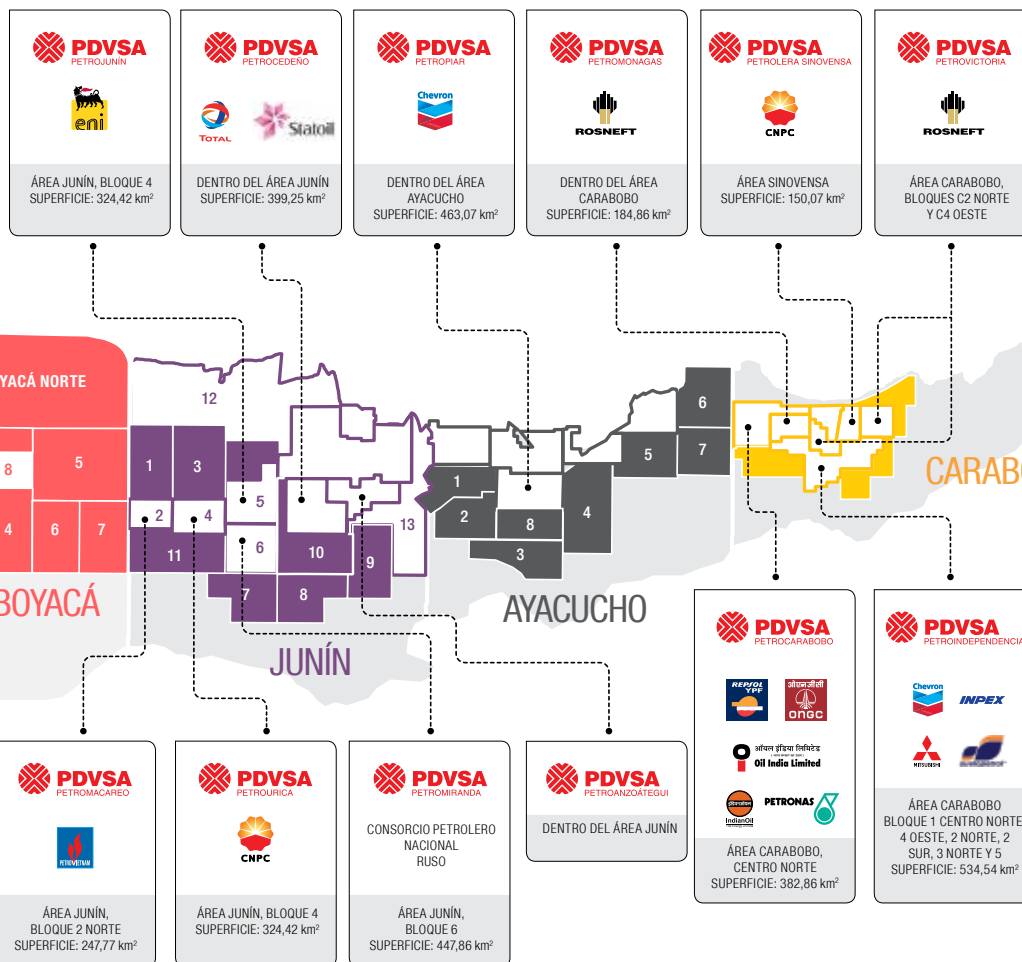 PDVSA
PETROJUNÍN
eni
ÁREA JUNÍN, BLOQUE 4
SUPERFICIE: 324,42 km²
PDVSA
PETROCEDEÑO
TOTAL
Statoil
DENTRO DEL ÁREA JUNÍN
SUPERFICIE: 399,25 km²
PDVSA
PETROPIAR
Chevron
DENTRO DEL ÁREA
AYACUCHO
SUPERFICIE: 463,07 km²
PDVSA
PETROMONAGAS
ROSNEFT
DENTRO DEL ÁREA
CARABOBO
SUPERFICIE: 184,86 km²
PDVSA
PETROLERA SINOVENSA
CNPC
ÁREA SINOVENSA
SUPERFICIE: 150,07 km²
PDVSA
PETROVICTORIA
ROSNEFT
ÁREA CARABOBO,
BLOQUES C2 NORTE
Y C4 OESTE
YACÁ NORTE
8
5
4
6
7
BOYACÁ
12
1
3
2
4
5
6
11
10
13
9
7
8
JUNÍN
1
2
8
3
4
5
6
7
AYACUCHO
CARAB
PDVSA
PETROMACAREO
PETROVIETNAM
ÁREA JUNÍN,
BLOQUE 2 NORTE
SUPERFICIE: 247,77 km²
PDVSA
PETROURICA
CNPC
ÁREA JUNÍN, BLOQUE 4
SUPERFICIE: 324,42 km²
PDVSA
PETROMIRANDA
CONSORCIO PETROLERO
NACIONAL
RUSO
ÁREA JUNÍN,
BLOQUE 6
SUPERFICIE: 447,86 km²
PDVSA
PETROANZOÁTEGUI
DENTRO DEL ÁREA JUNÍN
PDVSA
PETROCARABOBO
REPSOL
YPF
ओएनजीसी
ONGC
ऑयल इंडिया लिमिटेड
Oil India Limited
इंडियनऑयल
IndianOil
PETRONAS
ÁREA CARABOBO,
CENTRO NORTE
SUPERFICIE: 382,86 km²
PDVSA
PETROINDEPENDENCIA
Chevron
INPEX
MITSUBISHI
ÁREA CARABOBO
BLOQUE 1 CENTRO NORTE
4 OESTE, 2 NORTE, 2
SUR, 3 NORTE Y 5
SUPERFICIE: 534,54 km²